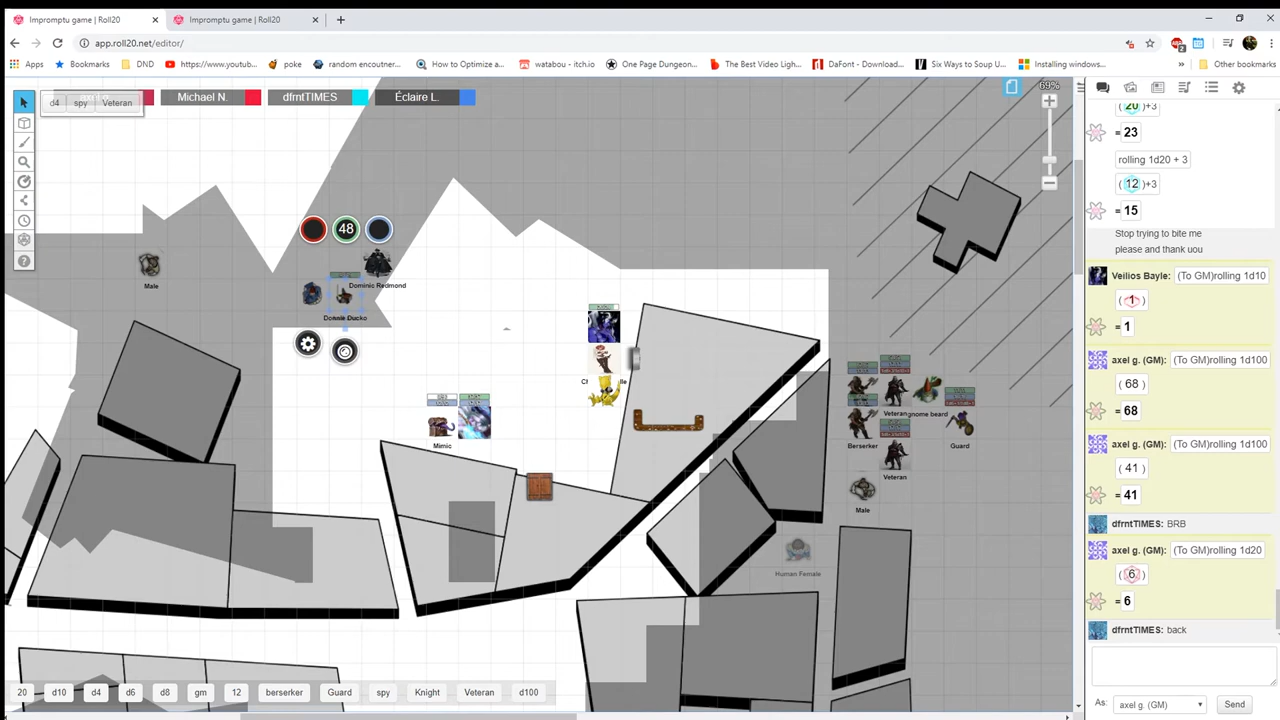 Impromptu game | Roll20
Impromptu game | Roll20
app.roll20.net/editor/
Apps
Bookmarks
DND
https://www.youtub...
poke
random encoutner...
How to Optimize a...
watabou - itch.io
One Page Dungeon...
The Best Video Ligh...
DaFont - Download...
Six Ways to Soup U...
Installing windows...
Other bookmarks
d4
spy
Veteran
Michael N.
dfrntTIMES
Éclaire L.
69%
20 )+3
= 23
rolling 1d20 + 3
( 12 )+3
= 15
Stop trying to bite me
please and thank uou
Veilios Bayle: (To GM)rolling 1d10
( 1 )
= 1
axel g. (GM): (To GM)rolling 1d100
( 68 )
= 68
axel g. (GM): (To GM)rolling 1d100
( 41 )
= 41
dfrntTIMES: BRB
axel g. (GM): (To GM)rolling 1d20
( 6 )
= 6
dfrntTIMES: back
As:
axel g. (GM)
Send
48
Male
Dominic Redmond
Donnie Ducko
Mimic
Veteran
gnome beard
Berserker
Guard
Veteran
Male
Human Female
20
d10
d4
d6
d8
gm
12
berserker
Guard
spy
Knight
Veteran
d100